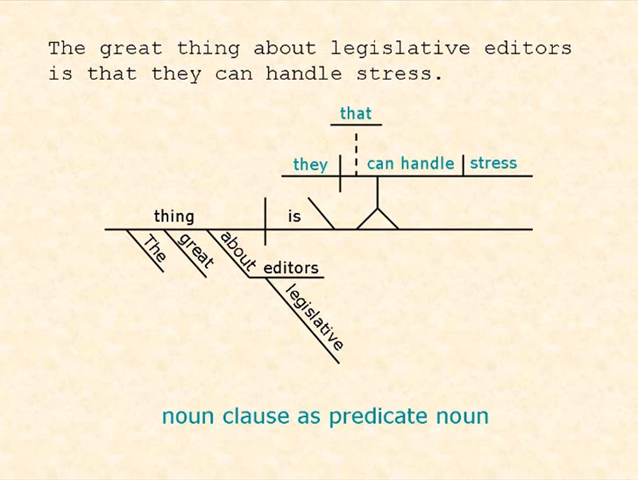 The great thing about legislative editors
is that they can handle stress.
that
they can handle stress
thing is
The great about editors
legislative
noun clause as predicate noun